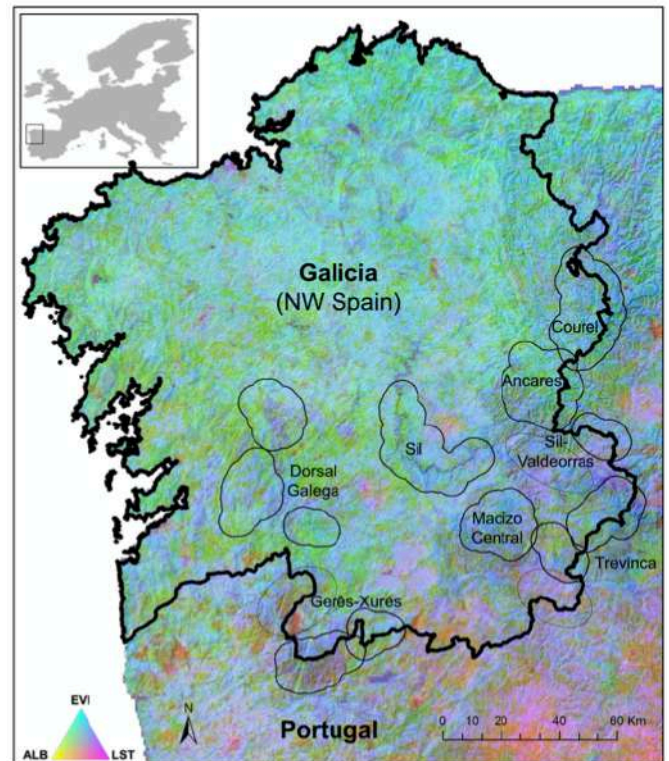 Galicia
(NW Spain)
Courel
Ancares
Sil
Sil-
Valdeorras
Dorsal
Galega
Macizo
Central
Trevinca
Gerês-Xurés
EVI
ALB
LST
N
Portugal
0 10 20 40 60 Km